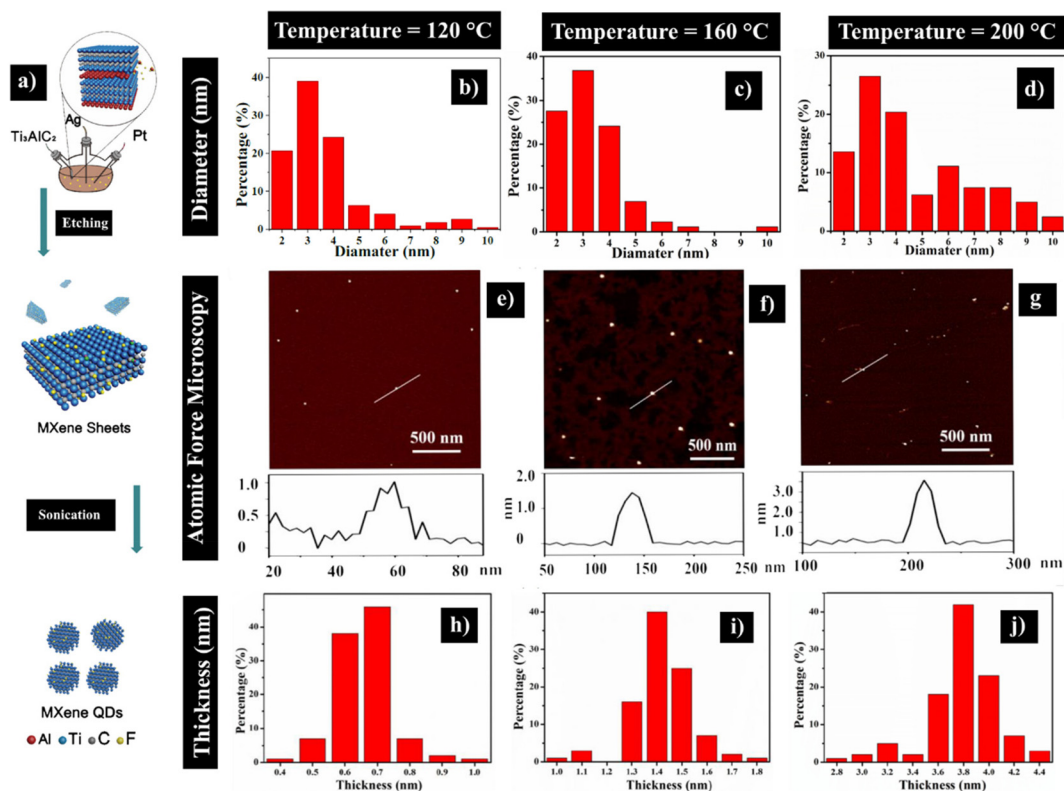 Temperature = 120 °C
Temperature = 160 °C
Temperature = 200 °C
a)
Ag
Ti₃AlC₂
Pt
Etching
MXene Sheets
Sonication
MXene QDs
Al Ti C F
Diameter (nm)
b)
Percentage (%)
40
30
20
10
0
2 3 4 5 6 7 8 9 10
Diamater (nm)
c)
Percentage (%)
40
35
30
25
20
15
10
5
0
2 3 4 5 6 7 8 9 10
Diamater (nm)
d)
Percentage (%)
30
20
10
0
2 3 4 5 6 7 8 9 10
Diamater (nm)
Atomic Force Microscopy
e)
500 nm
1.0
0.5
0
20 40 60 80 nm
f)
500 nm
nm
2.0
1.0
0
50 100 150 200 250 nm
g
500 nm
nm
3.0
2.0
1.0
100 200 300
nm
Thickness (nm)
h)
Percentage (%)
40
30
20
10
0
0.4 0.5 0.6 0.7 0.8 0.9 1.0
Thickness (nm)
i)
Percentage (%)
40
30
20
10
0
1.0 1.1 1.2 1.3 1.4 1.5 1.6 1.7 1.8
Thickness (nm)
j)
Percentage (%)
40
30
20
10
0
2.8 3.0 3.2 3.4 3.6 3.8 4.0 4.2 4.4
Thickness (nm)